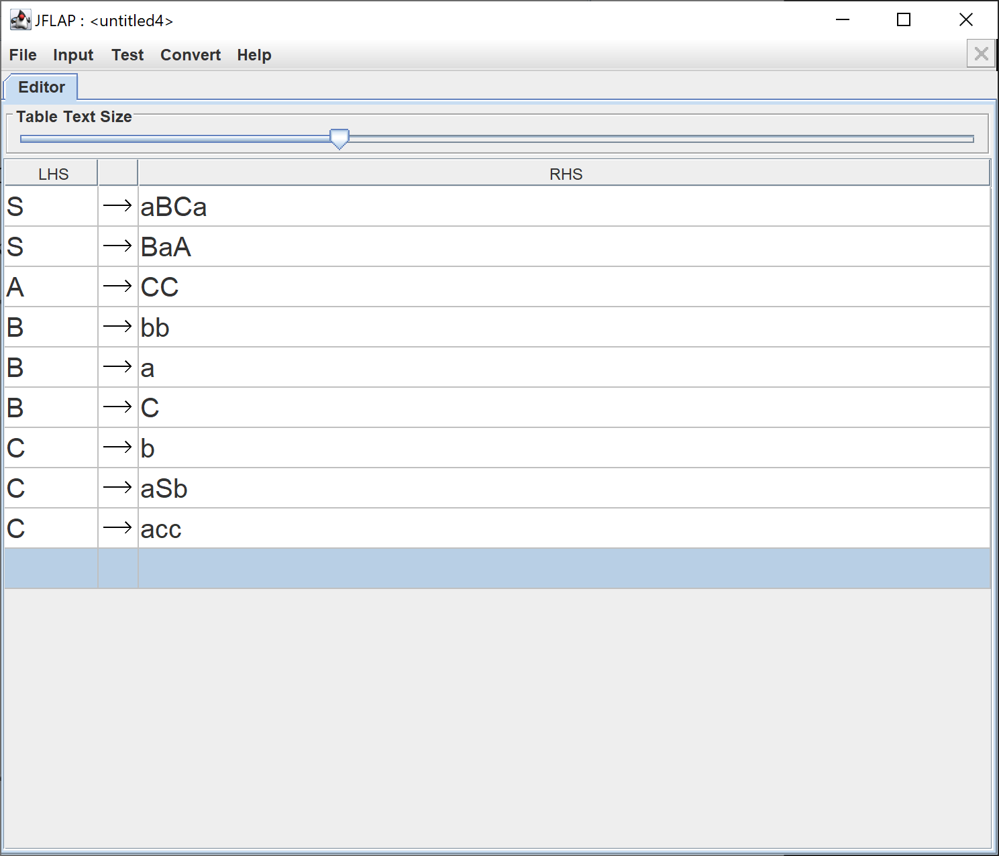 JFLAP : <untitled4>
File Input Test Convert Help
Editor
Table Text Size
LHS RHS
S → aBCa
S → BaA
A → CC
B → bb
B → a
B → C
C → b
C → aSb
C → acc